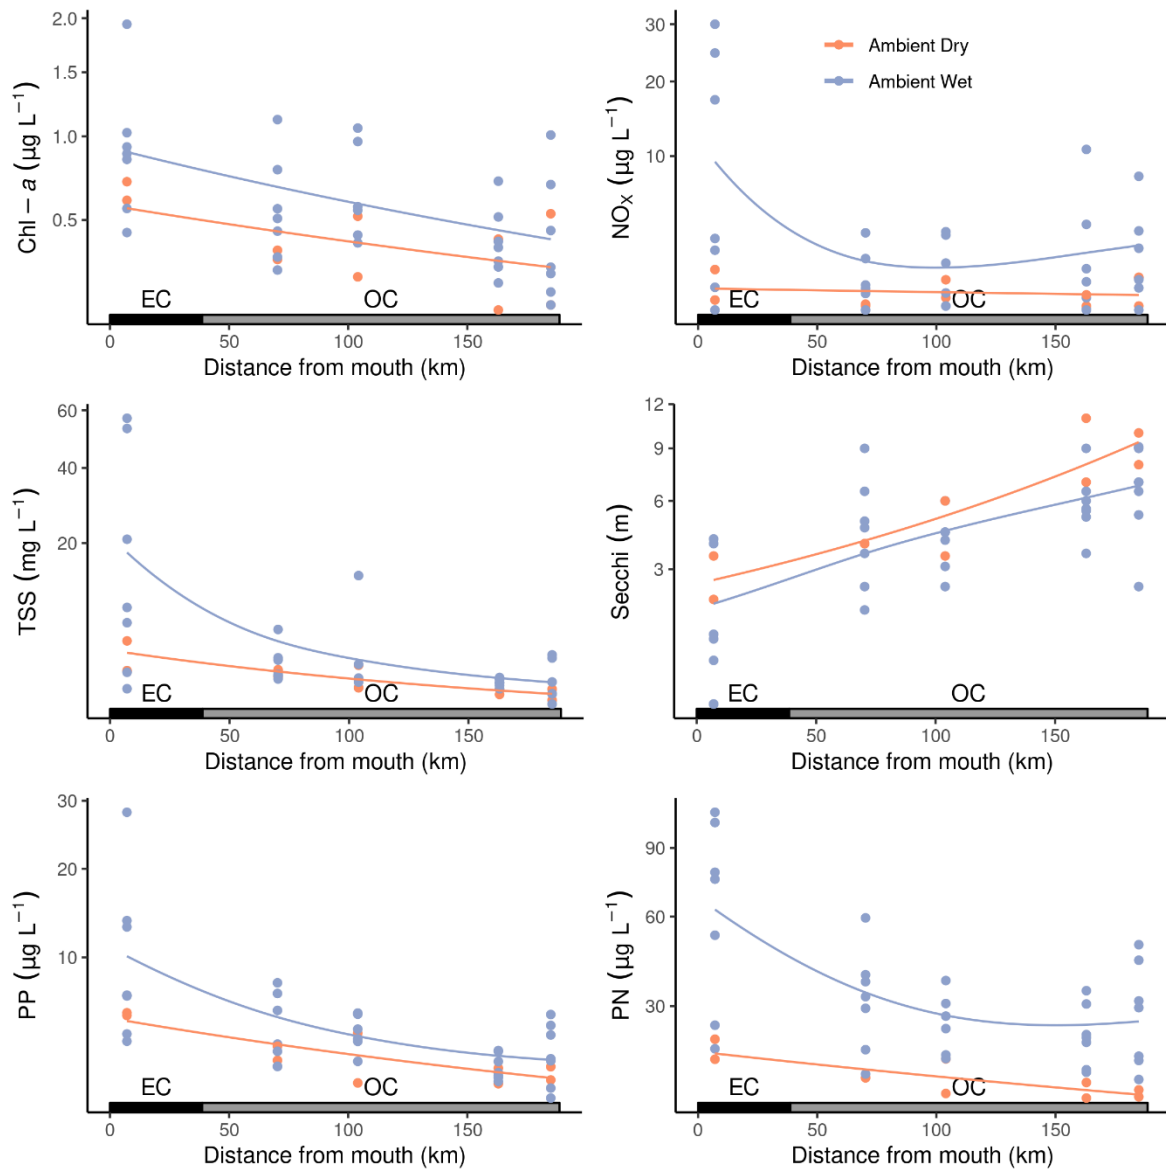 2.0
1.5
1.0
0.5
Chl − a (µg L−1)
EC
OC
0
50
100
150
Distance from mouth (km)
30
20
10
NOX (µg L−1)
Ambient Dry
Ambient Wet
EC
OC
0
50
100
150
Distance from mouth (km)
60
40
20
TSS (mg L−1)
EC
OC
0
50
100
150
Distance from mouth (km)
12
9
6
3
Secchi (m)
EC
OC
0
50
100
150
Distance from mouth (km)
30
20
10
PP (µg L−1)
EC
OC
0
50
100
150
Distance from mouth (km)
90
60
30
PN (µg L−1)
EC
OC
0
50
100
150
Distance from mouth (km)